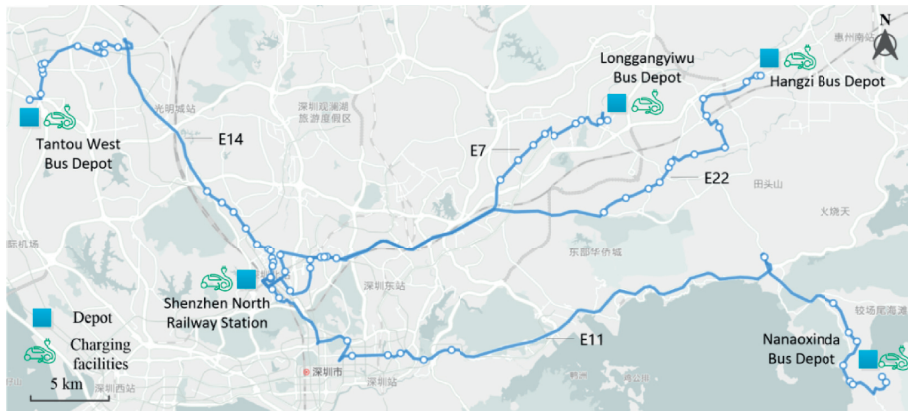 N
惠州南站
Longgangyiwu
Bus Depot
Hangzi Bus Depot
光明城站
深圳观澜湖
旅游度假区
Tantou West
Bus Depot
E14
E7
E22
田头山
火烧天
际机场
东部华侨城
深圳东站
Shenzhen North
Railway Station
Depot
Charging
facilities
5 km
E11
较场尾海滩
Nanaoxinda
Bus Depot
深圳市
深圳站
深圳西站